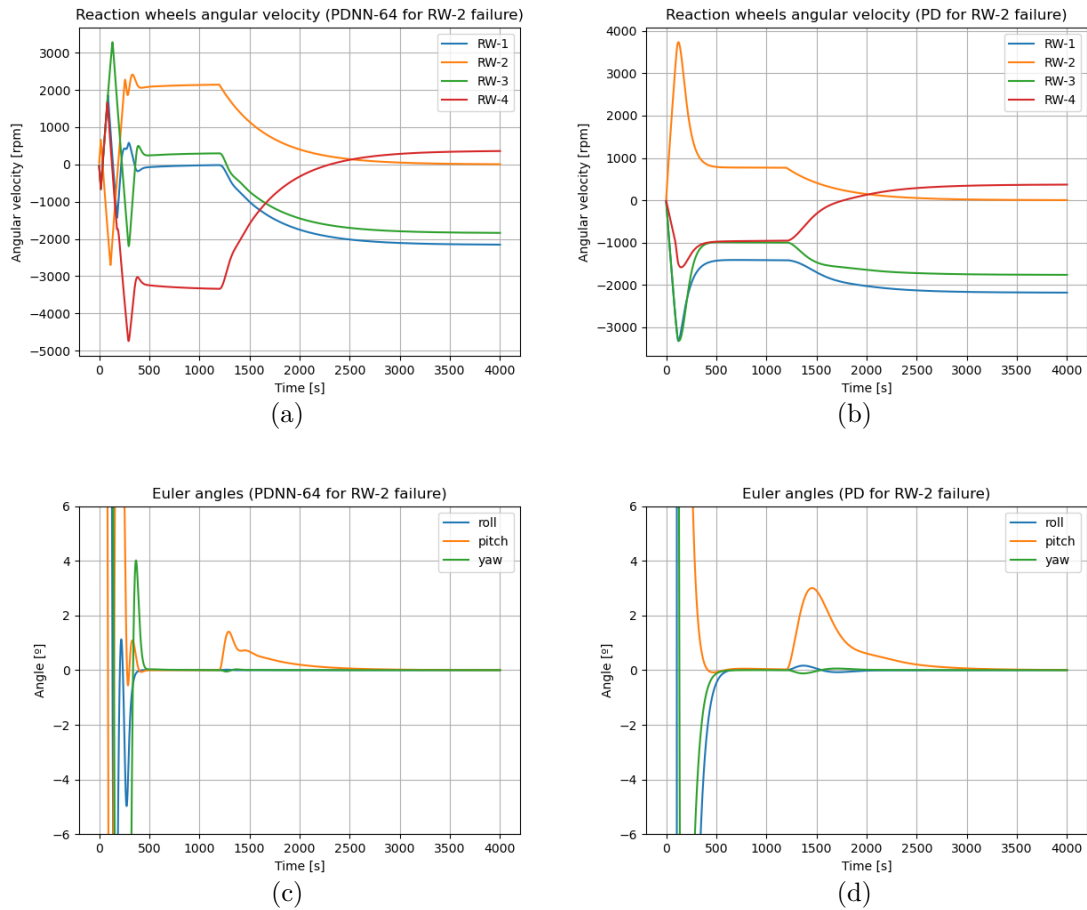 Reaction wheels angular velocity (PDNN-64 for RW-2 failure)
Angular velocity [rpm]
3000
2000
1000
0
−1000
−2000
−3000
−4000
−5000
RW-1
RW-2
RW-3
RW-4
0 500 1000 1500 2000 2500 3000 3500 4000
Time [s]
(a)
Reaction wheels angular velocity (PD for RW-2 failure)
Angular velocity [rpm]
4000
3000
2000
1000
0
−1000
−2000
−3000
RW-1
RW-2
RW-3
RW-4
0 500 1000 1500 2000 2500 3000 3500 4000
Time [s]
(b)
Euler angles (PDNN-64 for RW-2 failure)
Angle [º]
6
4
2
0
−2
−4
−6
roll
pitch
yaw
0 500 1000 1500 2000 2500 3000 3500 4000
Time [s]
(c)
Euler angles (PD for RW-2 failure)
Angle [º]
6
4
2
0
−2
−4
−6
roll
pitch
yaw
0 500 1000 1500 2000 2500 3000 3500 4000
Time [s]
(d)